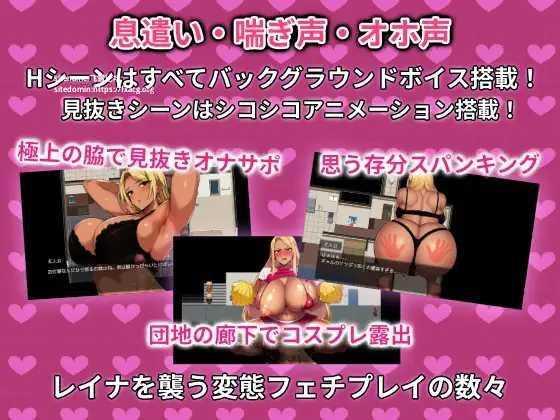 息遣い・喘ぎ声・オホ声
Hシーンはすべてバックグラウンドボイス搭載!
sitedomin:https://fxacg.org
見抜きシーンはシコシコアニメーション搭載!
極上の脇で見抜きオナサポ
思う存分スパンキング
団地の廊下でコスプレ露出
レイナを襲う変態フェチプレイの数々